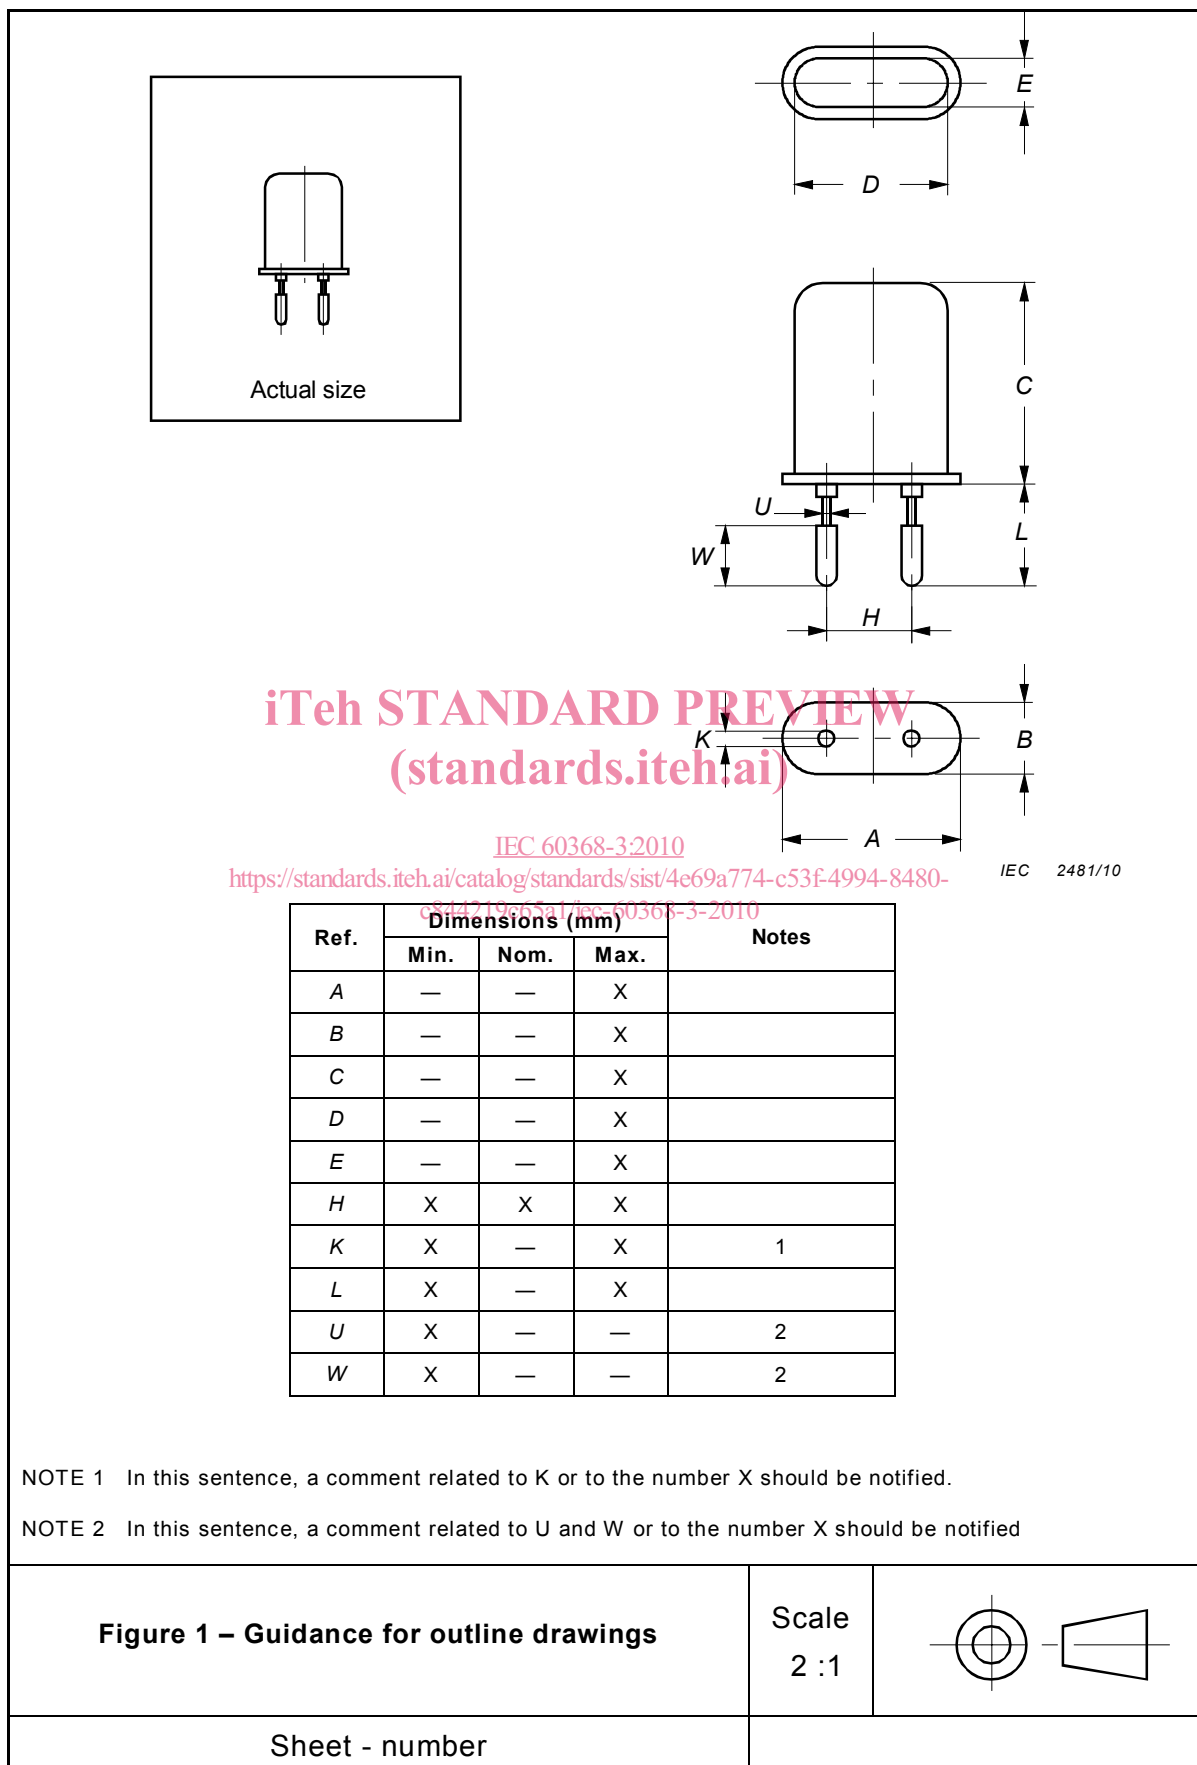 E
D
Actual size
C
U
W
L
H
iTeh STANDARD PREVIEW
K
B
(standards.iteh.ai)
A
IEC 60368-3:2010
IEC 2481/10
https://standards.iteh.ai/catalog/standards/sist/4e69a774-c53f-4994-8480-
c844219c65a1/iec-60368-3-2010
Ref. Dimensions (mm) Notes
Min. Nom. Max.
A — — X
B — — X
C — — X
D — — X
E — — X
H X X X
K X — X 1
L X — X
U X — — 2
W X — — 2
NOTE 1 In this sentence, a comment related to K or to the number X should be notified.
NOTE 2 In this sentence, a comment related to U and W or to the number X should be notified
Figure 1 – Guidance for outline drawings
Scale
2 :1
Sheet - number